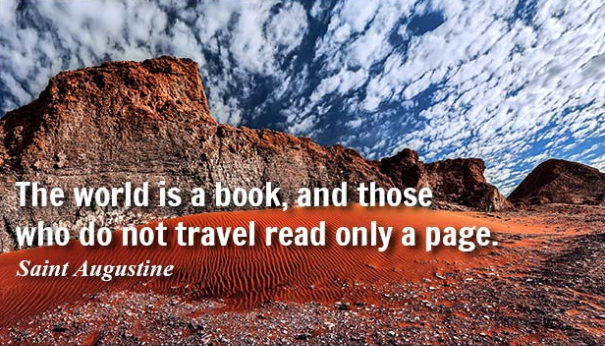 The world is a book, and those
who do not travel read only a page.
Saint Augustine